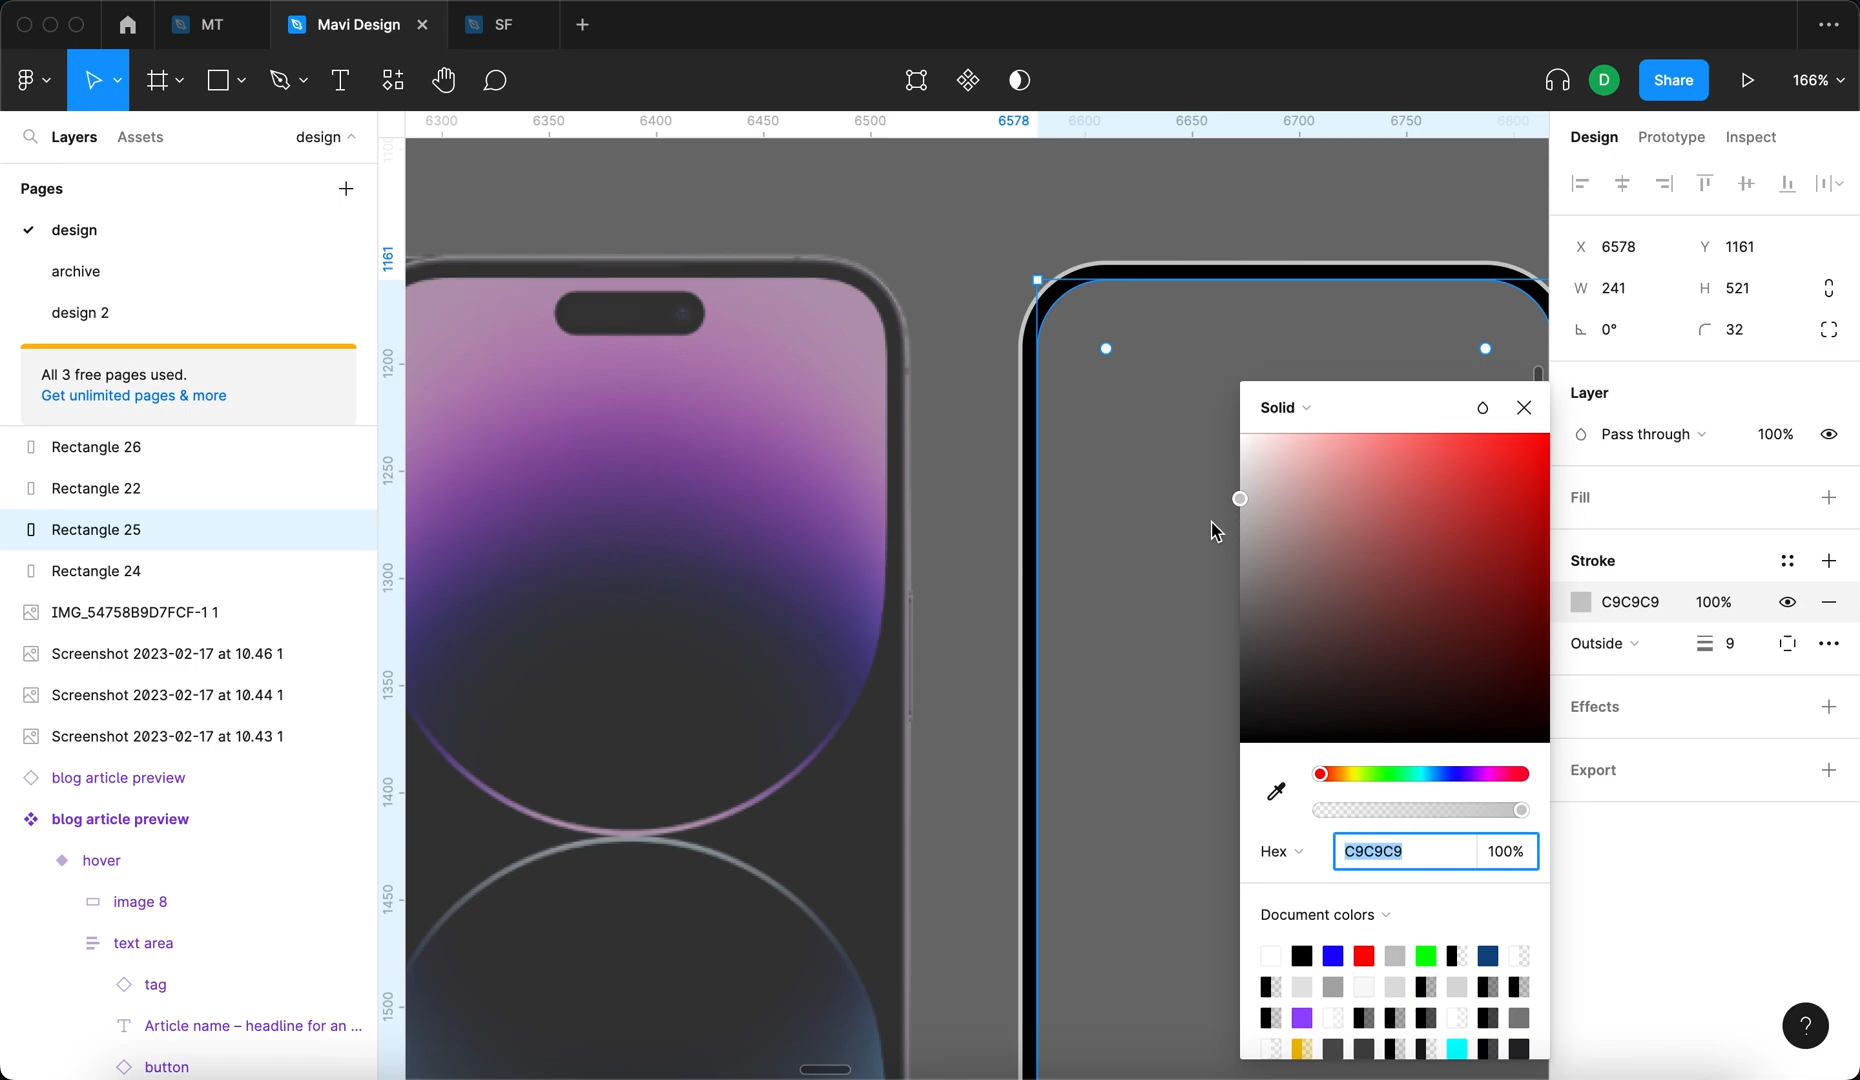 MT
Mavi Design
SF
D
Share
166%
Layers
Assets
design
Pages
design
archive
design 2
All 3 free pages used.
Get unlimited pages & more
Rectangle 26
Rectangle 22
Rectangle 25
Rectangle 24
IMG_54758B9D7FCF-1 1
Screenshot 2023-02-17 at 10.46 1
Screenshot 2023-02-17 at 10.44 1
Screenshot 2023-02-17 at 10.43 1
blog article preview
blog article preview
hover
image 8
text area
tag
Article name – headline for an ...
button
6300 6350 6400 6450 6500 6578 6600 6650 6700 6750 6800
1100
1161
1200
1250
1300
1350
1400
1450
1500
Solid
Hex
C9C9C9
100%
Document colors
Design
Prototype
Inspect
X 6578 Y 1161
W 241 H 521
0° 32
Layer
Pass through 100%
Fill
Stroke
C9C9C9 100%
Outside 9
Effects
Export
?